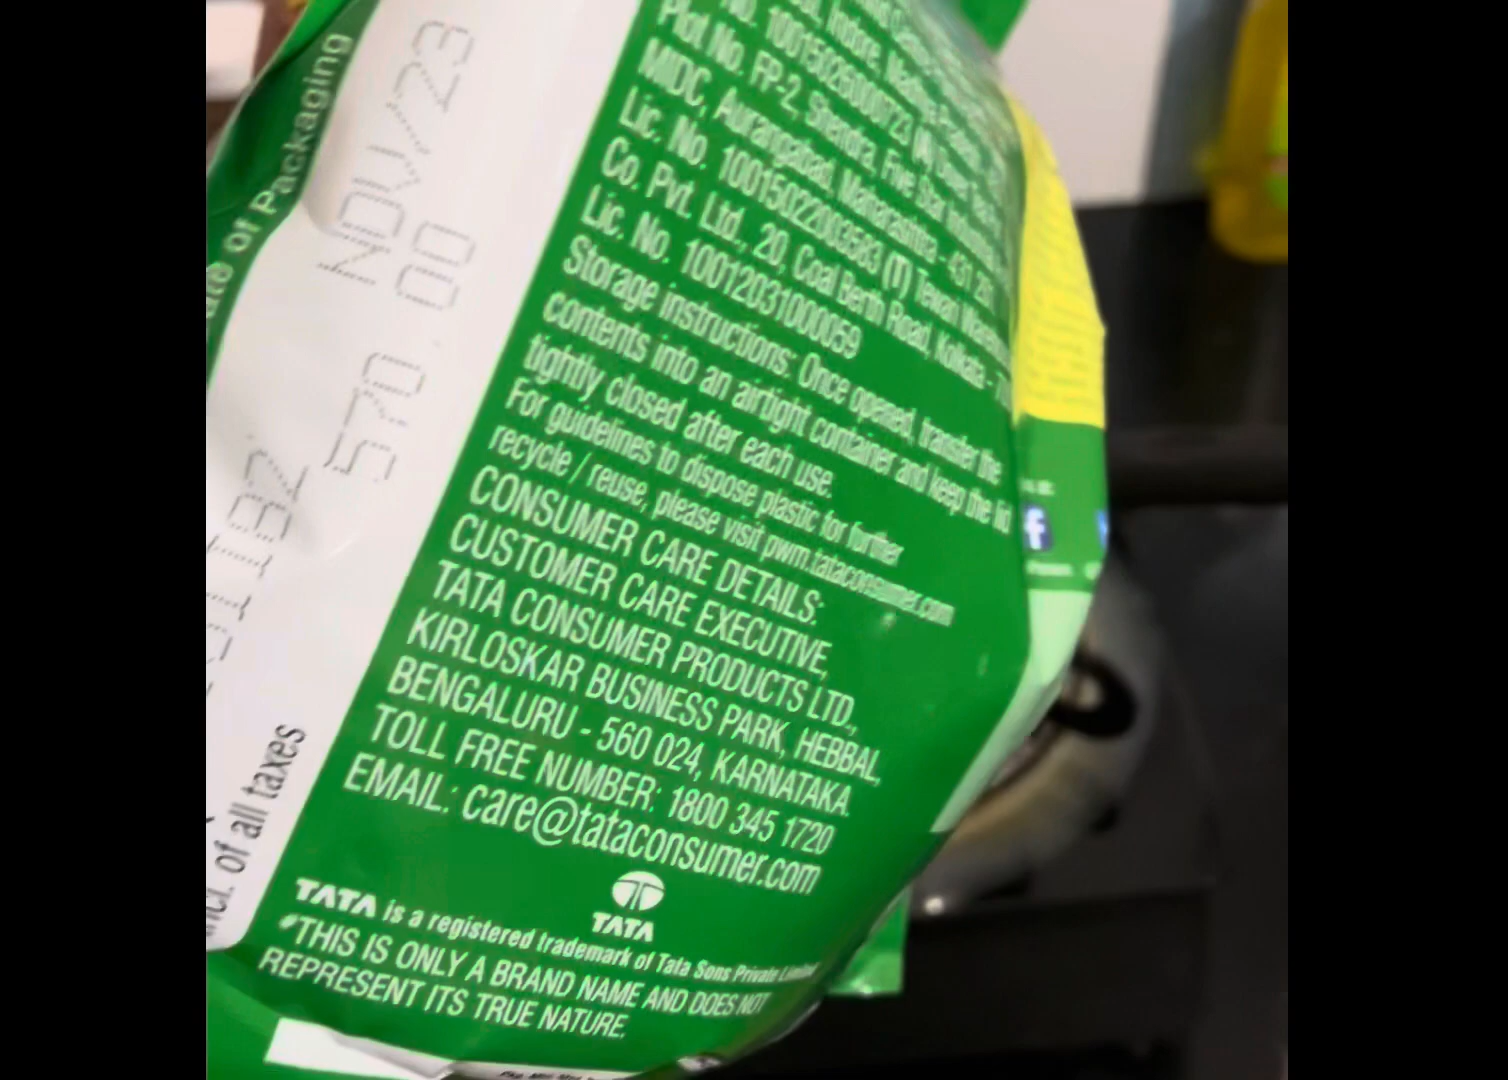 Plot No. FP-2, Shendra, Five Star
MIDC, Aurangabad, Maharashtra - 431
Lic. No. 10015022003583 (T)
Co. Pvt. Ltd., 20, Coal Berth Road, Kolkata -
Lic. No. 10012031000059
Storage instructions: Once opened, transfer the
contents into an airtight container and keep the lid
tightly closed after each use.
For guidelines to dispose plastic for further
recycle / reuse, please visit pwm.tataconsumer.com
CONSUMER CARE DETAILS:
CUSTOMER CARE EXECUTIVE,
TATA CONSUMER PRODUCTS LTD.,
KIRLOSKAR BUSINESS PARK, HEBBAL,
BENGALURU - 560 024, KARNATAKA.
TOLL FREE NUMBER: 1800 345 1720
EMAIL: care@tataconsumer.com
TATA
TATA is a registered trademark of Tata Sons Private Limited
#THIS IS ONLY A BRAND NAME AND DOES NOT
REPRESENT ITS TRUE NATURE.
of Packaging
NOV/23
570.00
of all taxes
f